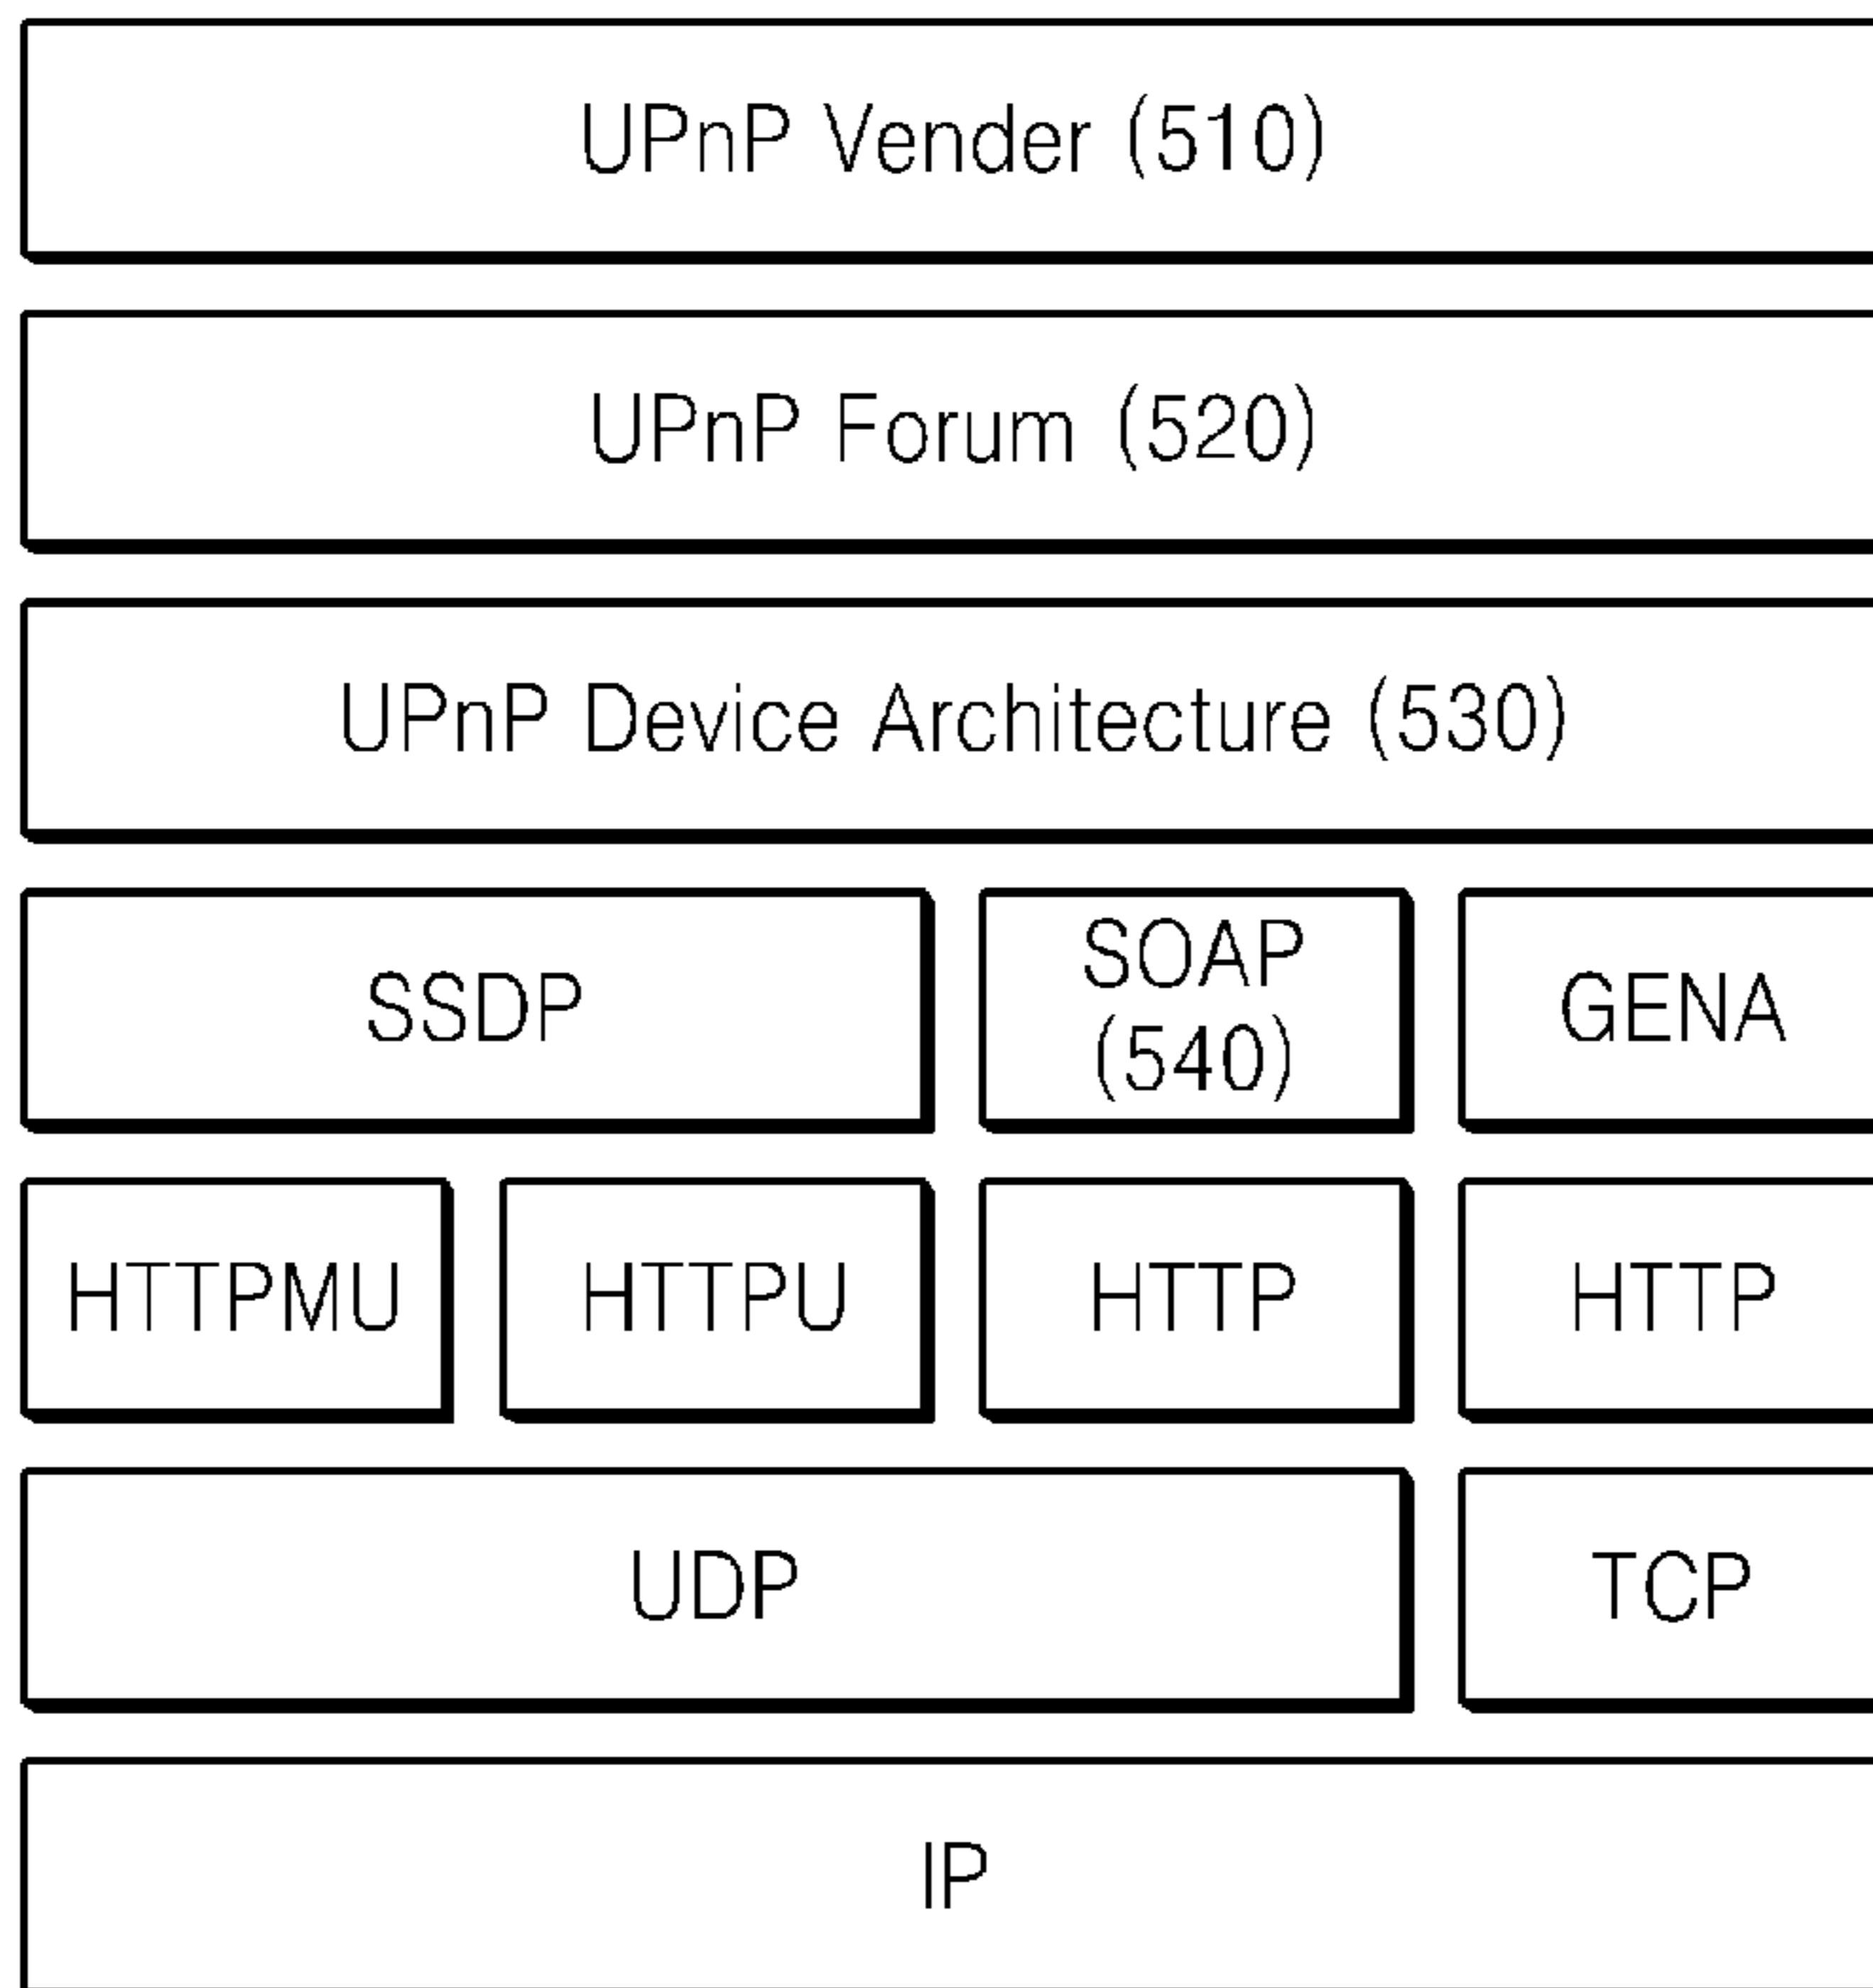 UPnP Vender (510)
UPnP Forum (520)
UPnP Device Architecture (530)
SSDP
SOAP
(540)
GENA
HTTPMU
HTTPU
HTTP
HTTP
UDP
TCP
IP